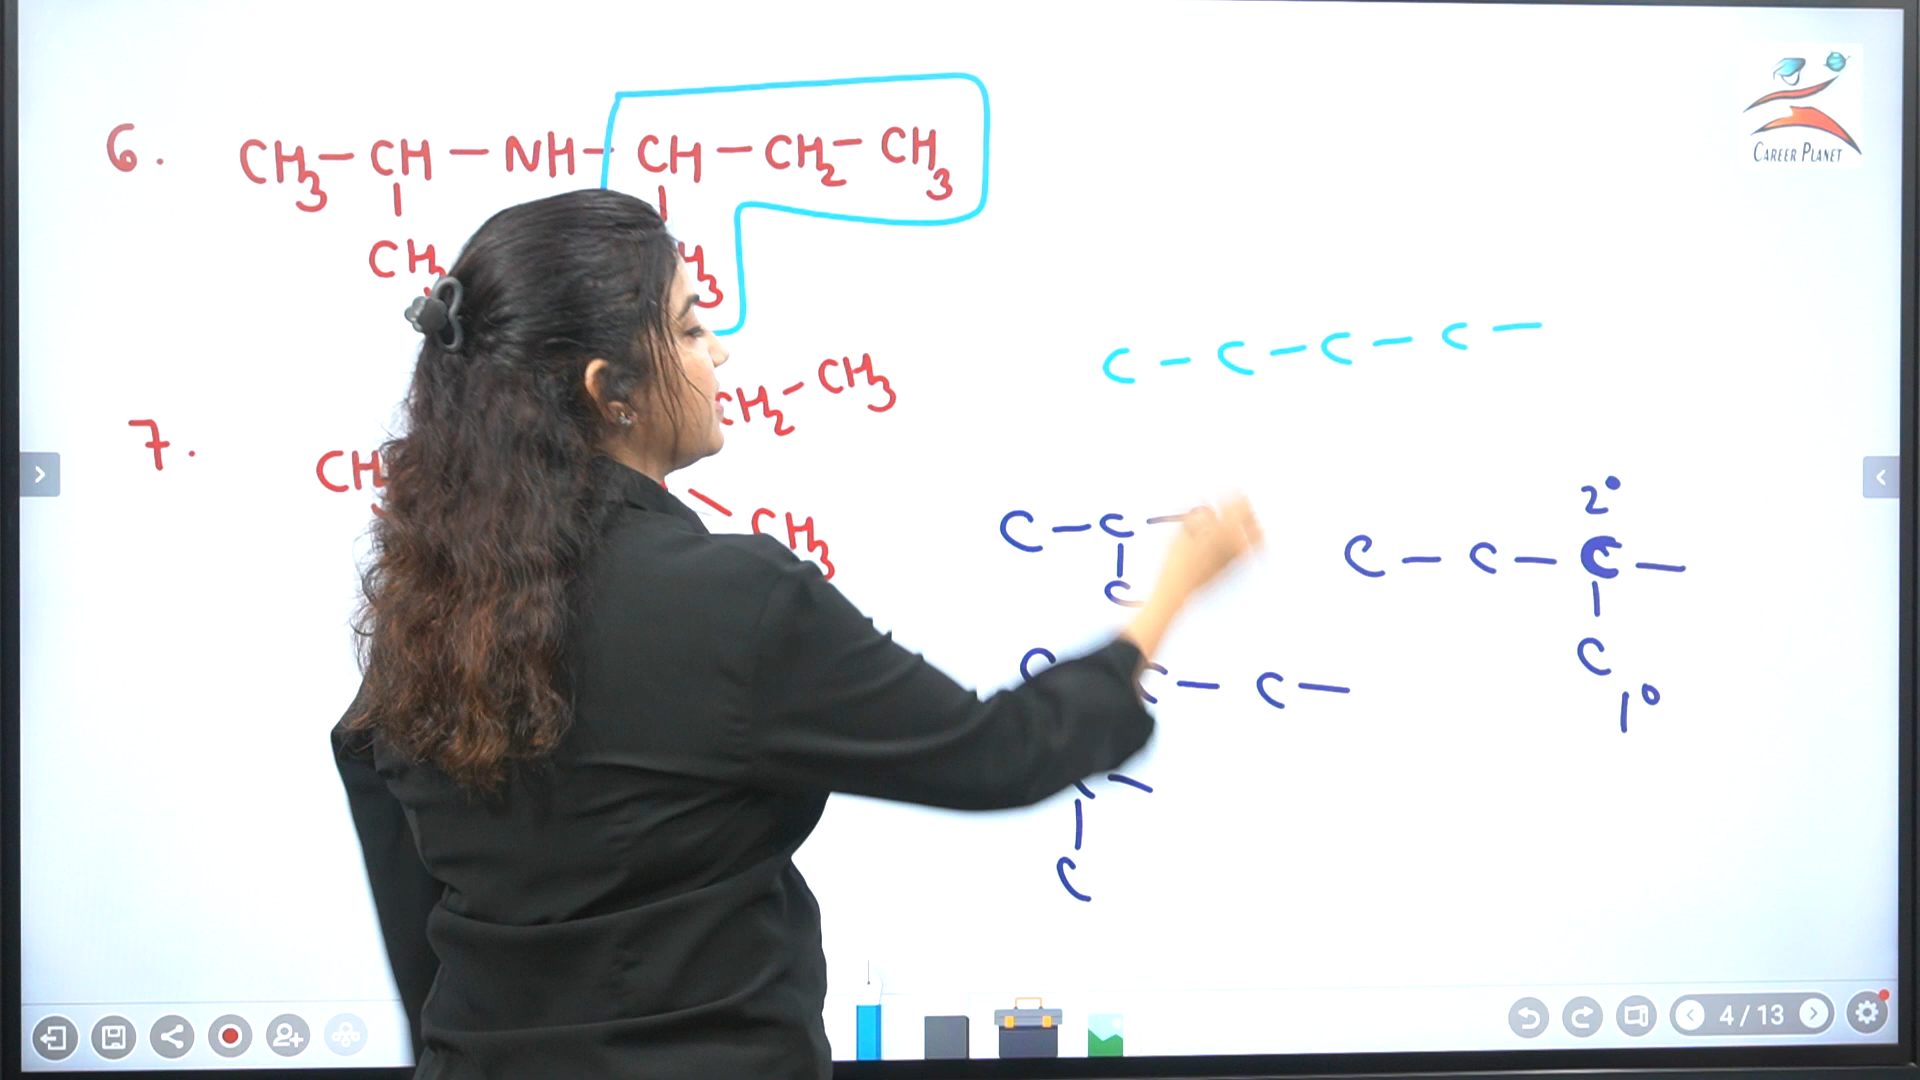 6. CH3 - CH - NH - CH - CH2 - CH3
CH
3
CAREER PLANET
C - C - C - C -
7.
CH2 - CH3
CH
CH3
C - C -
C
2°
C - C - C -
C
1°
C - C -
C
4/13